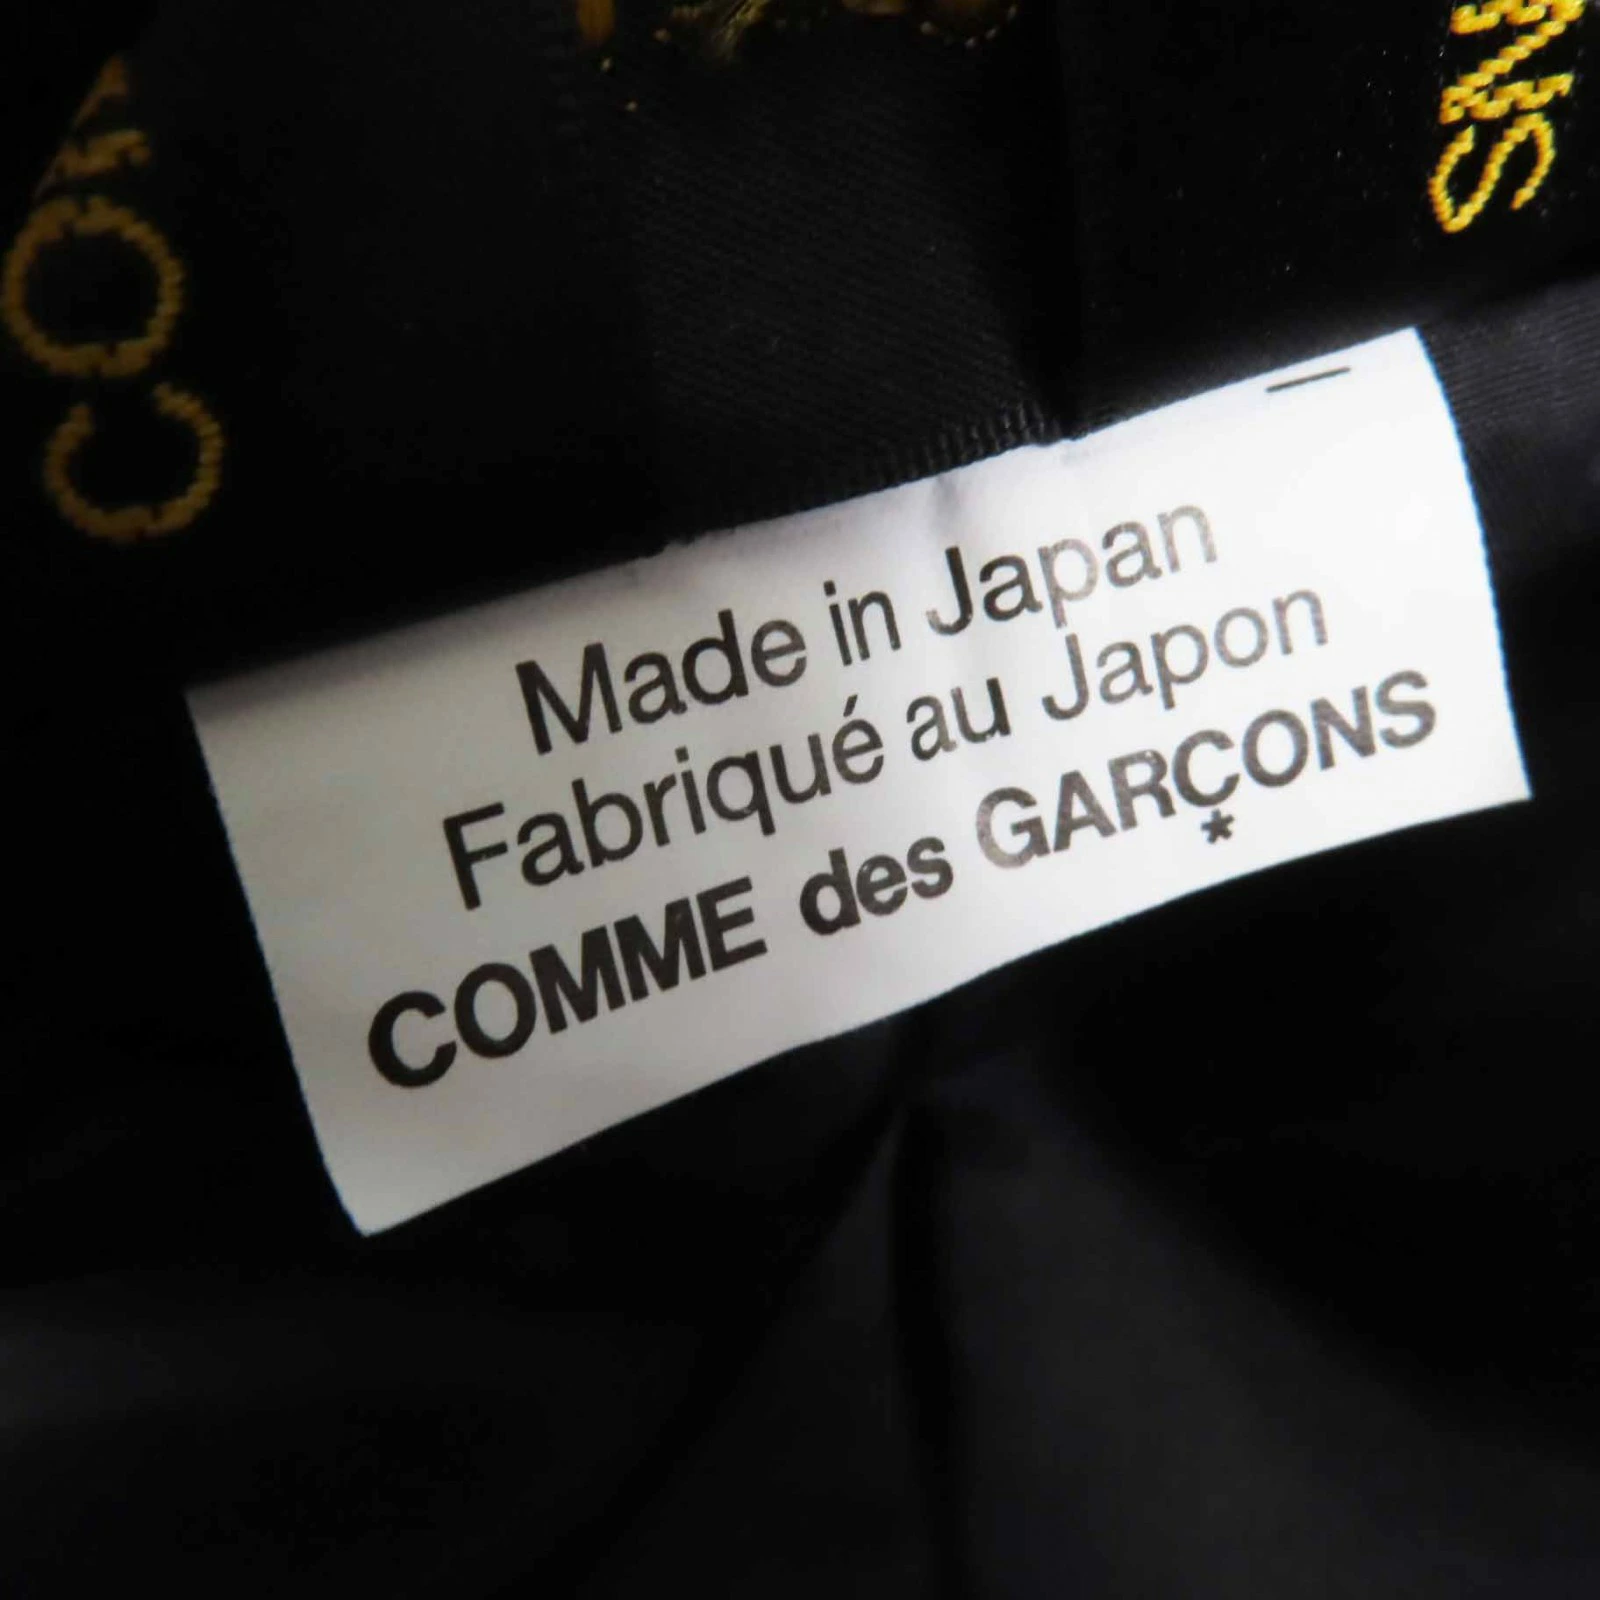 Made in Japan
Fabriqué au Japon
COMME des GARÇONS
*